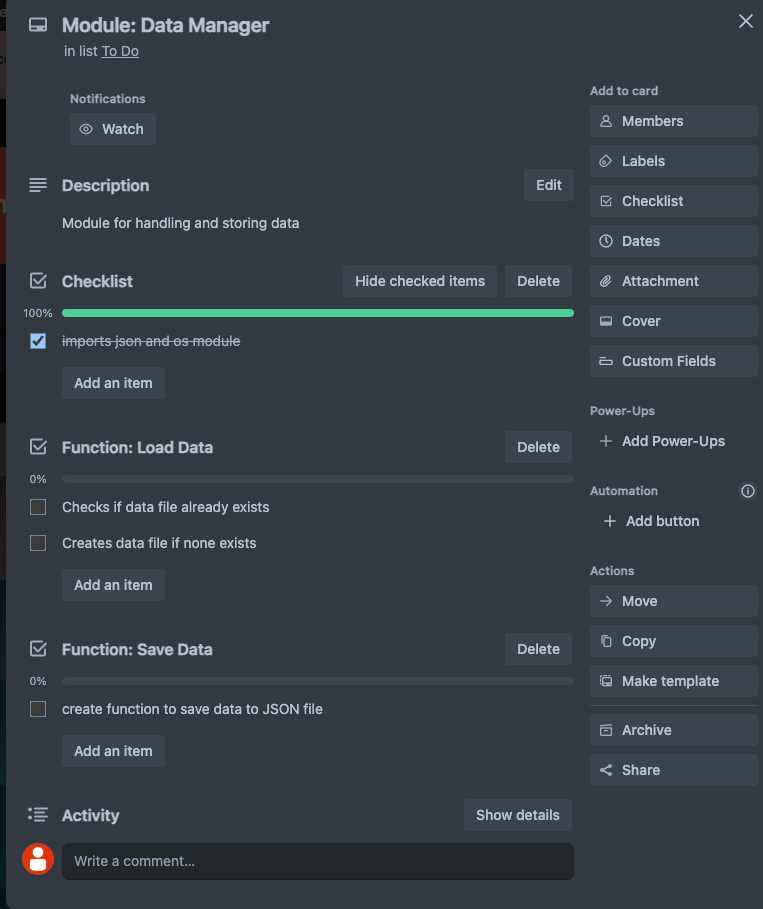 Module: Data Manager
in list To Do
Notifications
Watch
Description
Edit
Module for handling and storing data
Checklist
Hide checked items
Delete
100%
imports json and os module
Add an item
Function: Load Data
Delete
0%
Checks if data file already exists
Creates data file if none exists
Add an item
Function: Save Data
Delete
0%
create function to save data to JSON file
Add an item
Activity
Show details
Write a comment...
Add to card
Members
Labels
Checklist
Dates
Attachment
Cover
Custom Fields
Power-Ups
Add Power-Ups
Automation
Add button
Actions
Move
Copy
Make template
Archive
Share